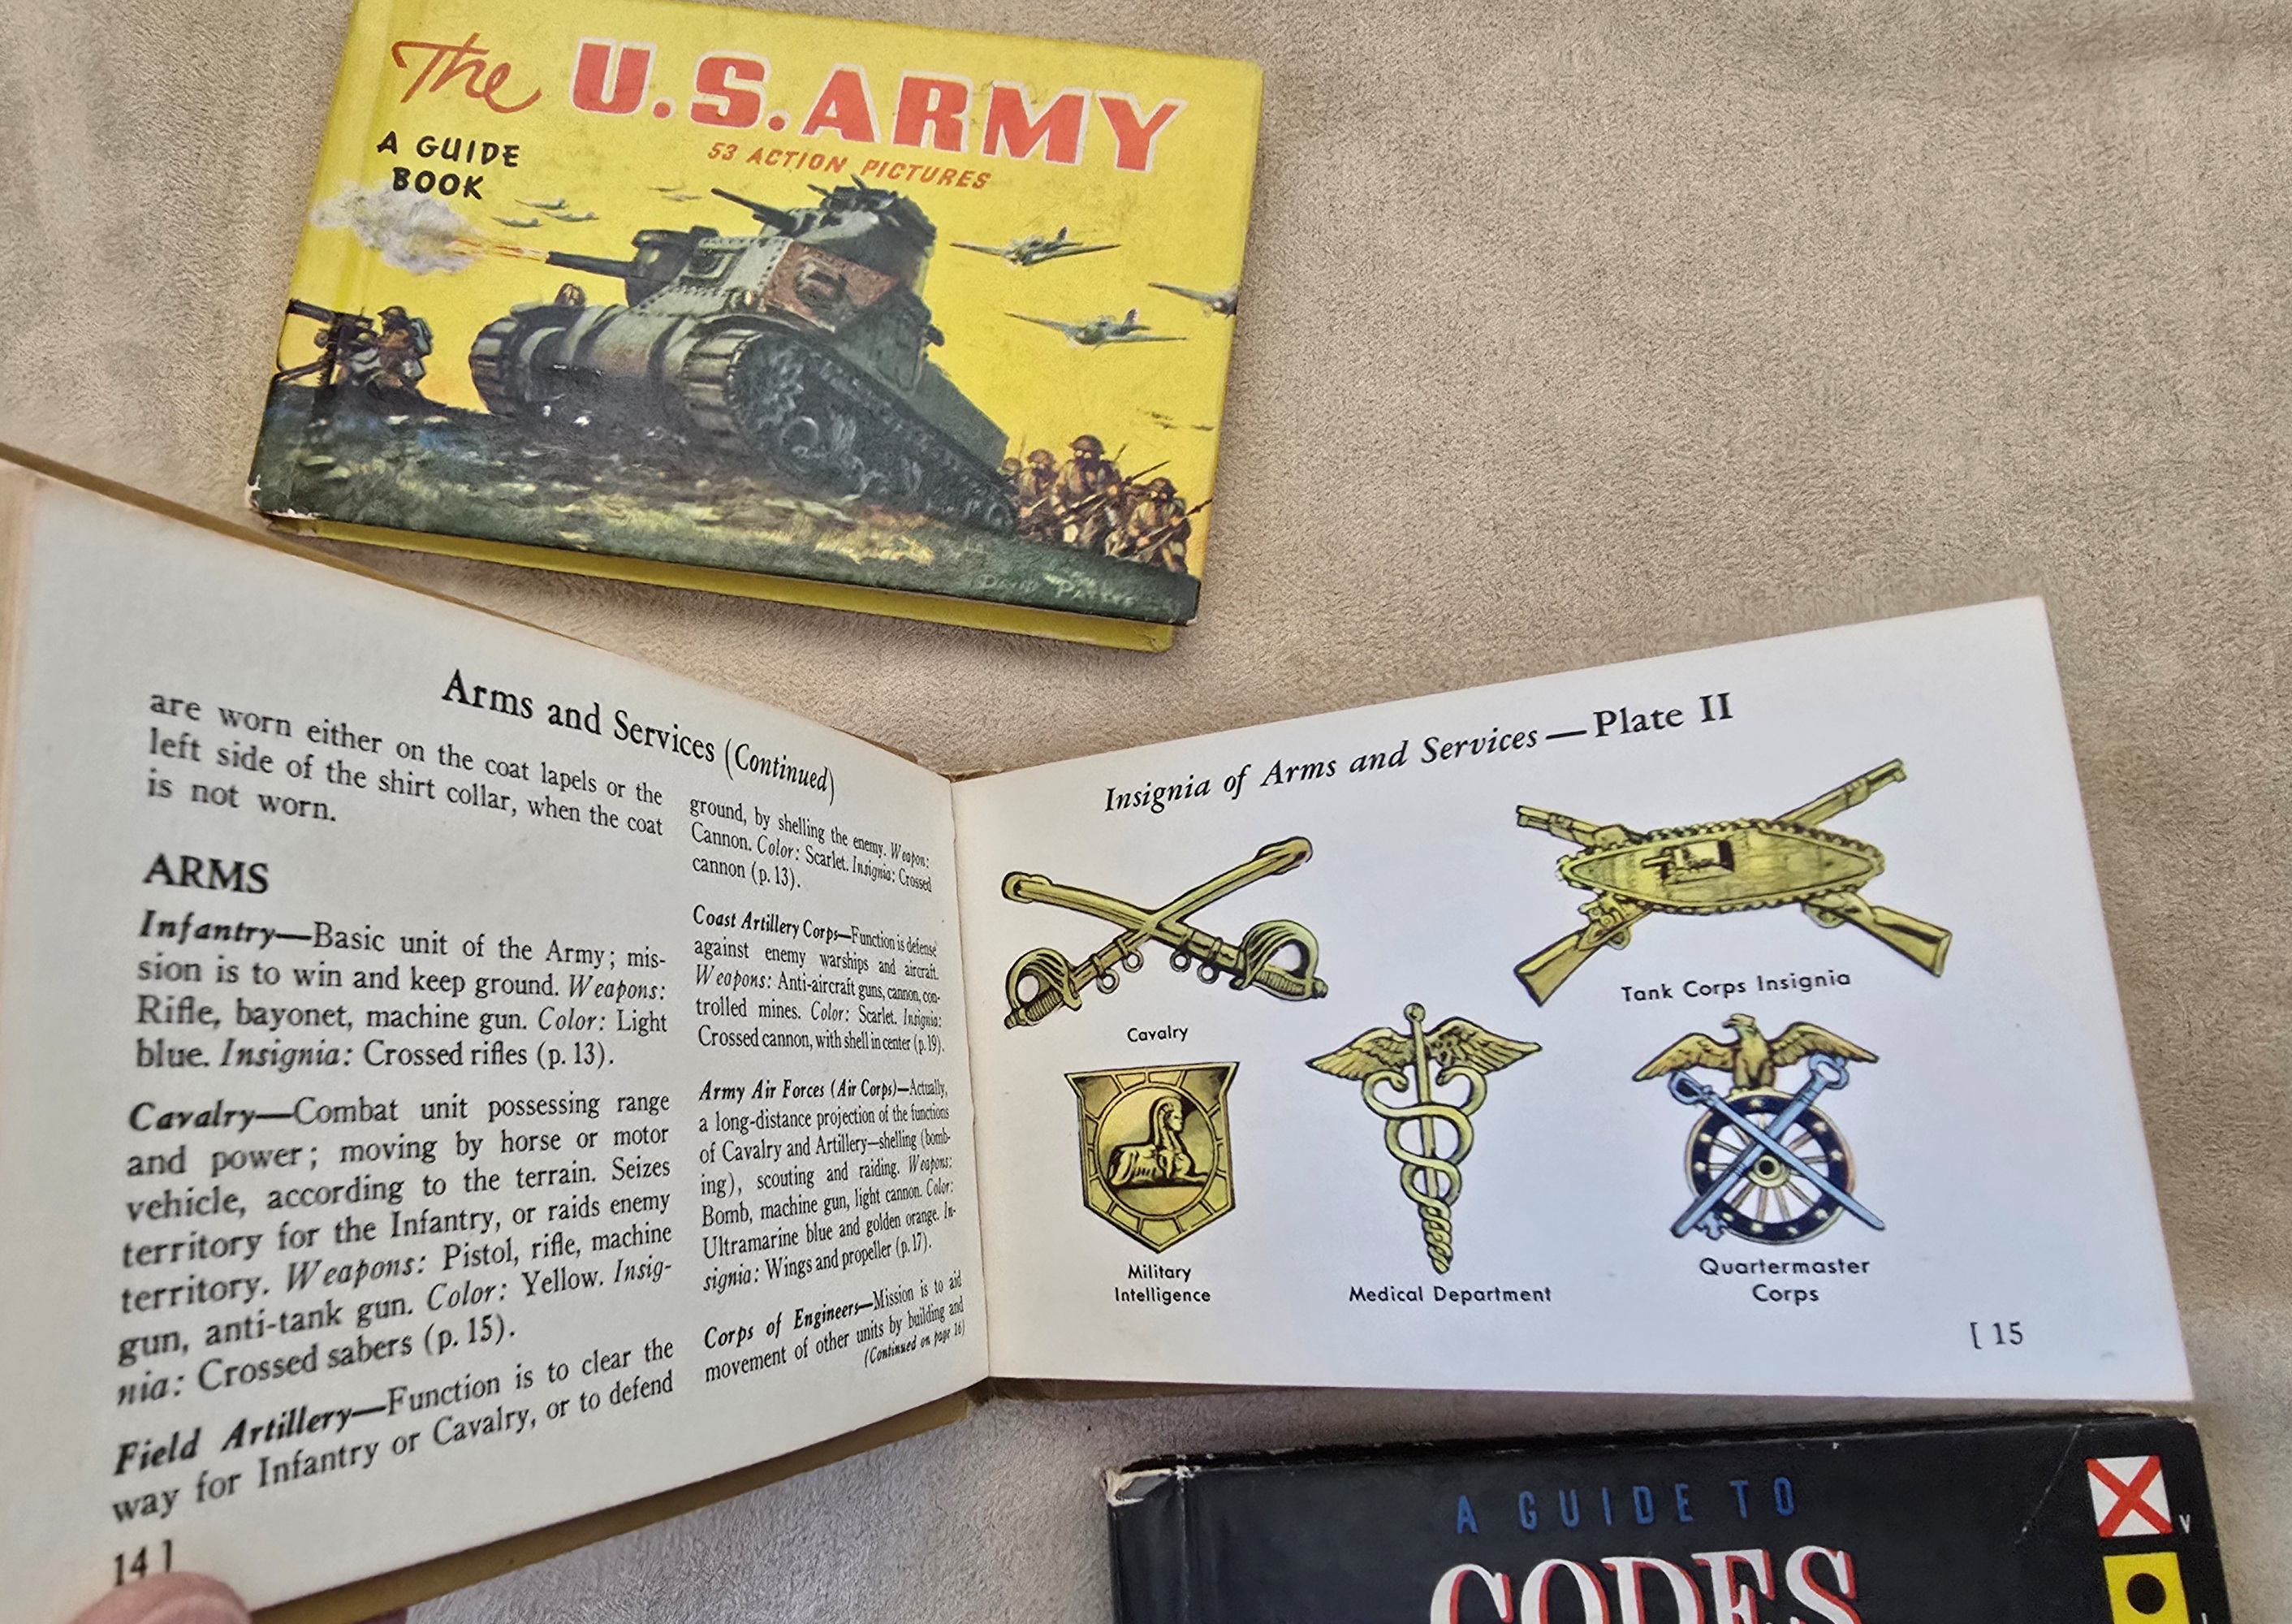 The U.S.ARMY
A GUIDE
BOOK
53 ACTION PICTURES
Arms and Services (Continued)
are worn either on the coat lapels or the
left side of the shirt collar, when the coat
is not worn.
ARMS
Infantry—Basic unit of the Army; mis-
sion is to win and keep ground. Weapons:
Rifle, bayonet, machine gun. Color: Light
blue. Insignia: Crossed rifles (p. 13).
Cavalry—Combat unit possessing range
and power; moving by horse or motor
vehicle, according to the terrain. Seizes
territory for the Infantry, or raids enemy
territory. Weapons: Pistol, rifle, machine
gun, anti-tank gun. Color: Yellow. Insig-
nia: Crossed sabers (p. 15).
Field Artillery—Function is to clear the
way for Infantry or Cavalry, or to defend
14 ]
ground, by shelling the enemy. Weapon:
Cannon. Color: Scarlet. Insignia: Crossed
cannon (p. 13).
Coast Artillery Corps—Function is defense
against enemy warships and aircraft.
Weapons: Anti-aircraft guns, cannon, con-
trolled mines. Color: Scarlet. Insignia:
Crossed cannon, with shell in center (p. 19).
Army Air Forces (Air Corps)—Actually,
a long-distance projection of the functions
of Cavalry and Artillery—shelling (bomb-
ing), scouting and raiding. Weapons:
Bomb, machine gun, light cannon. Color:
Ultramarine blue and golden orange. In-
signia: Wings and propeller (p. 17).
Corps of Engineers—Mission is to aid
movement of other units by building and
(Continued on page 16)
Insignia of Arms and Services — Plate II
Cavalry
Tank Corps Insignia
Military
Intelligence
Medical Department
Quartermaster
Corps
[ 15
A GUIDE TO
CODES
V